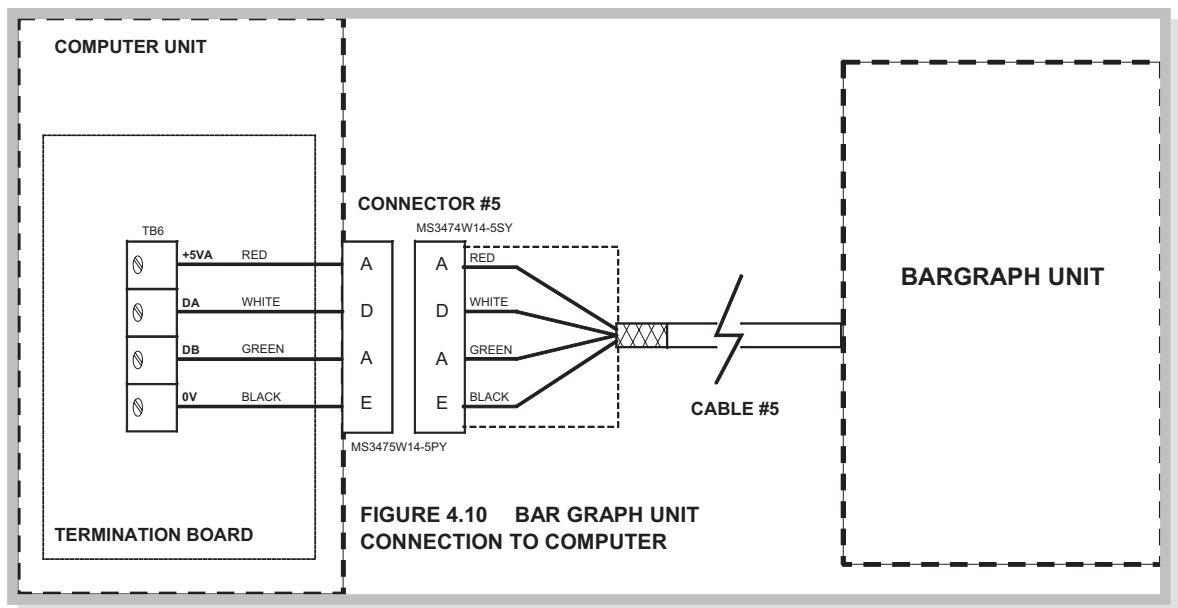 COMPUTER UNIT
CONNECTOR #5
MS3474W14-5SY
TB6
+5VA RED A A RED
DA WHITE D D WHITE
DB GREEN A A GREEN
0V BLACK E E BLACK
MS3475W14-5PY
BARGRAPH UNIT
CABLE #5
TERMINATION BOARD
FIGURE 4.10 BAR GRAPH UNIT
CONNECTION TO COMPUTER